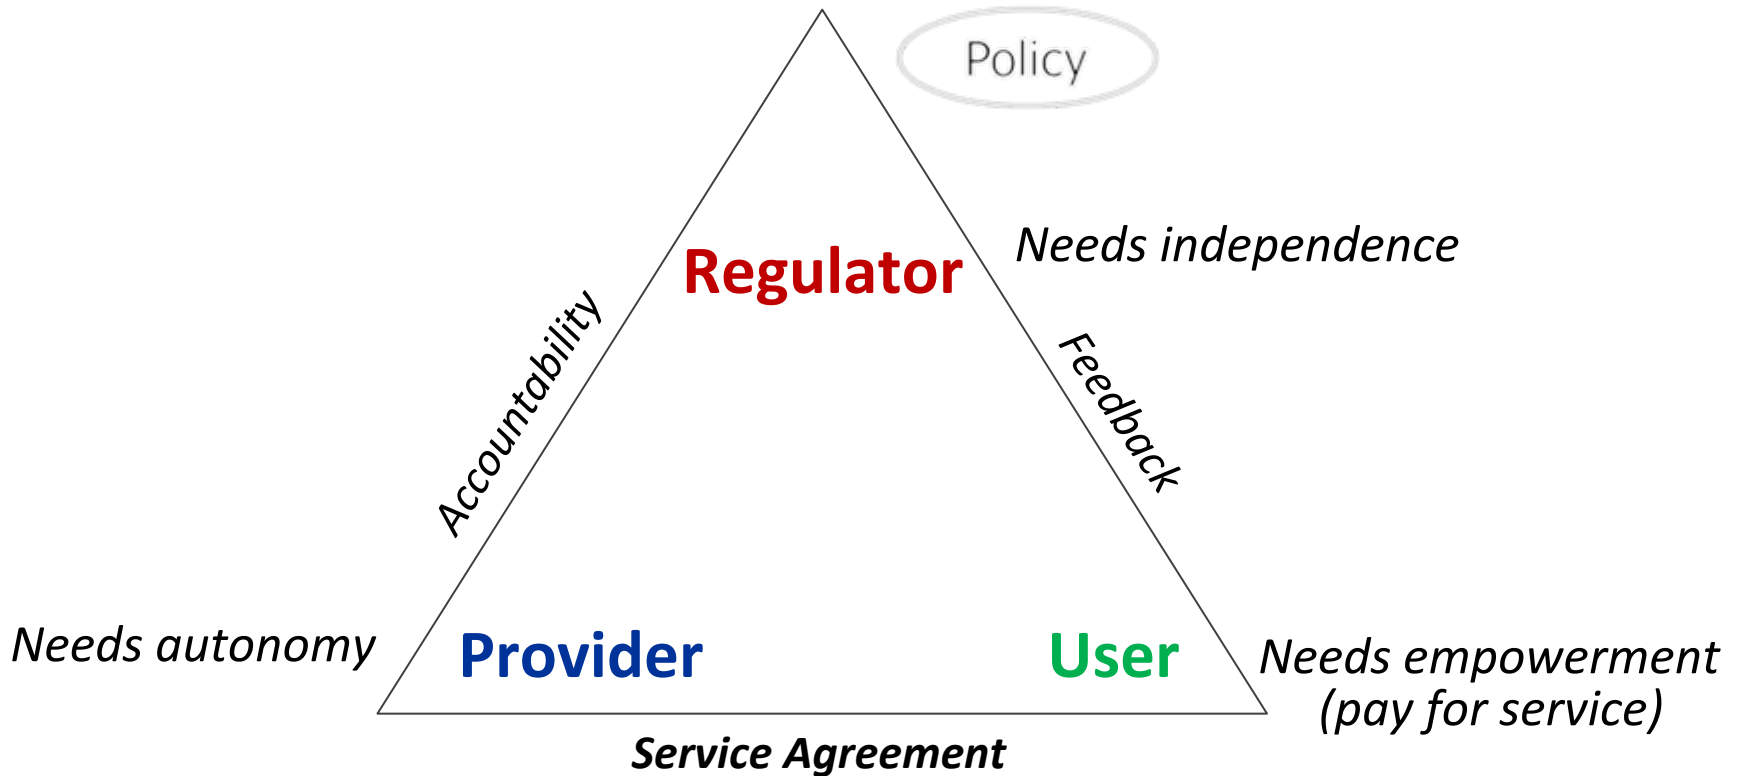 Policy
Needs independence
Regulator
Accountability
Feedback
Needs autonomy
Provider
User
Needs empowerment
(pay for service)
Service Agreement